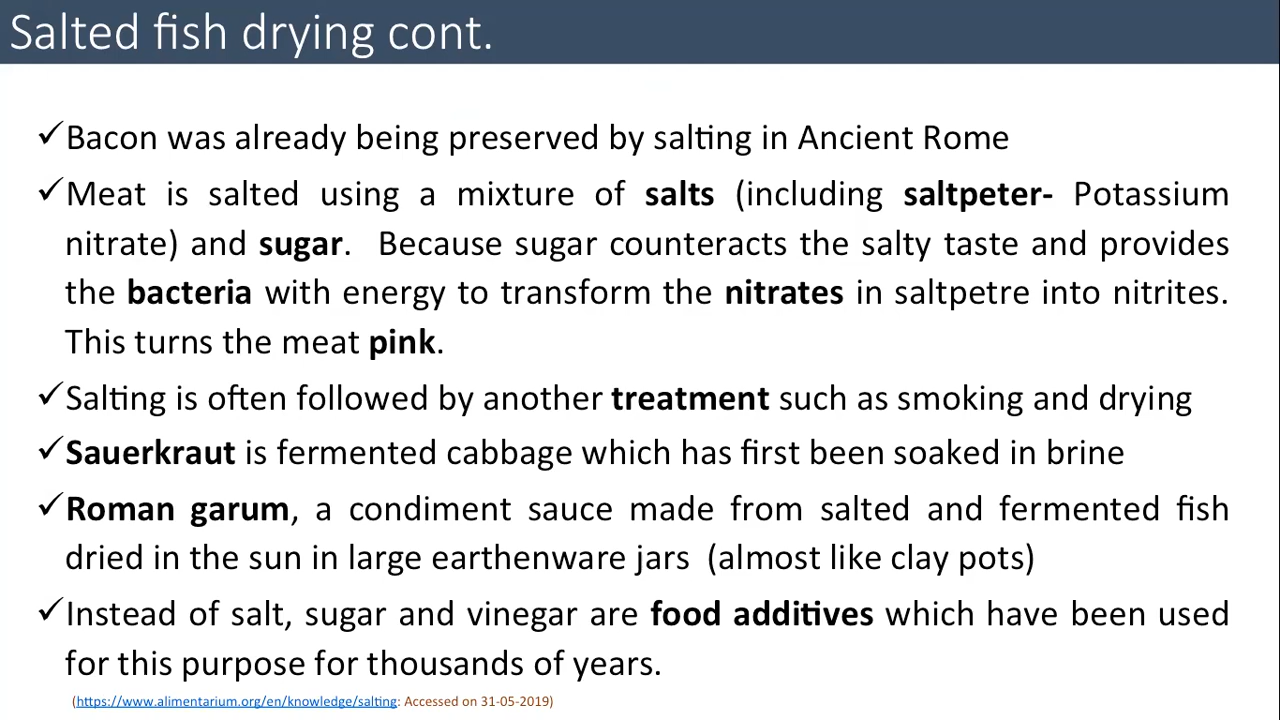 Salted fish drying cont.
✓Bacon was already being preserved by salting in Ancient Rome
✓Meat is salted using a mixture of salts (including saltpeter- Potassium
nitrate) and sugar. Because sugar counteracts the salty taste and provides
the bacteria with energy to transform the nitrates in saltpetre into nitrites.
This turns the meat pink.
✓Salting is often followed by another treatment such as smoking and drying
✓Sauerkraut is fermented cabbage which has first been soaked in brine
✓Roman garum, a condiment sauce made from salted and fermented fish
dried in the sun in large earthenware jars (almost like clay pots)
✓Instead of salt, sugar and vinegar are food additives which have been used
for this purpose for thousands of years.
(https://www.alimentarium.org/en/knowledge/salting: Accessed on 31-05-2019)